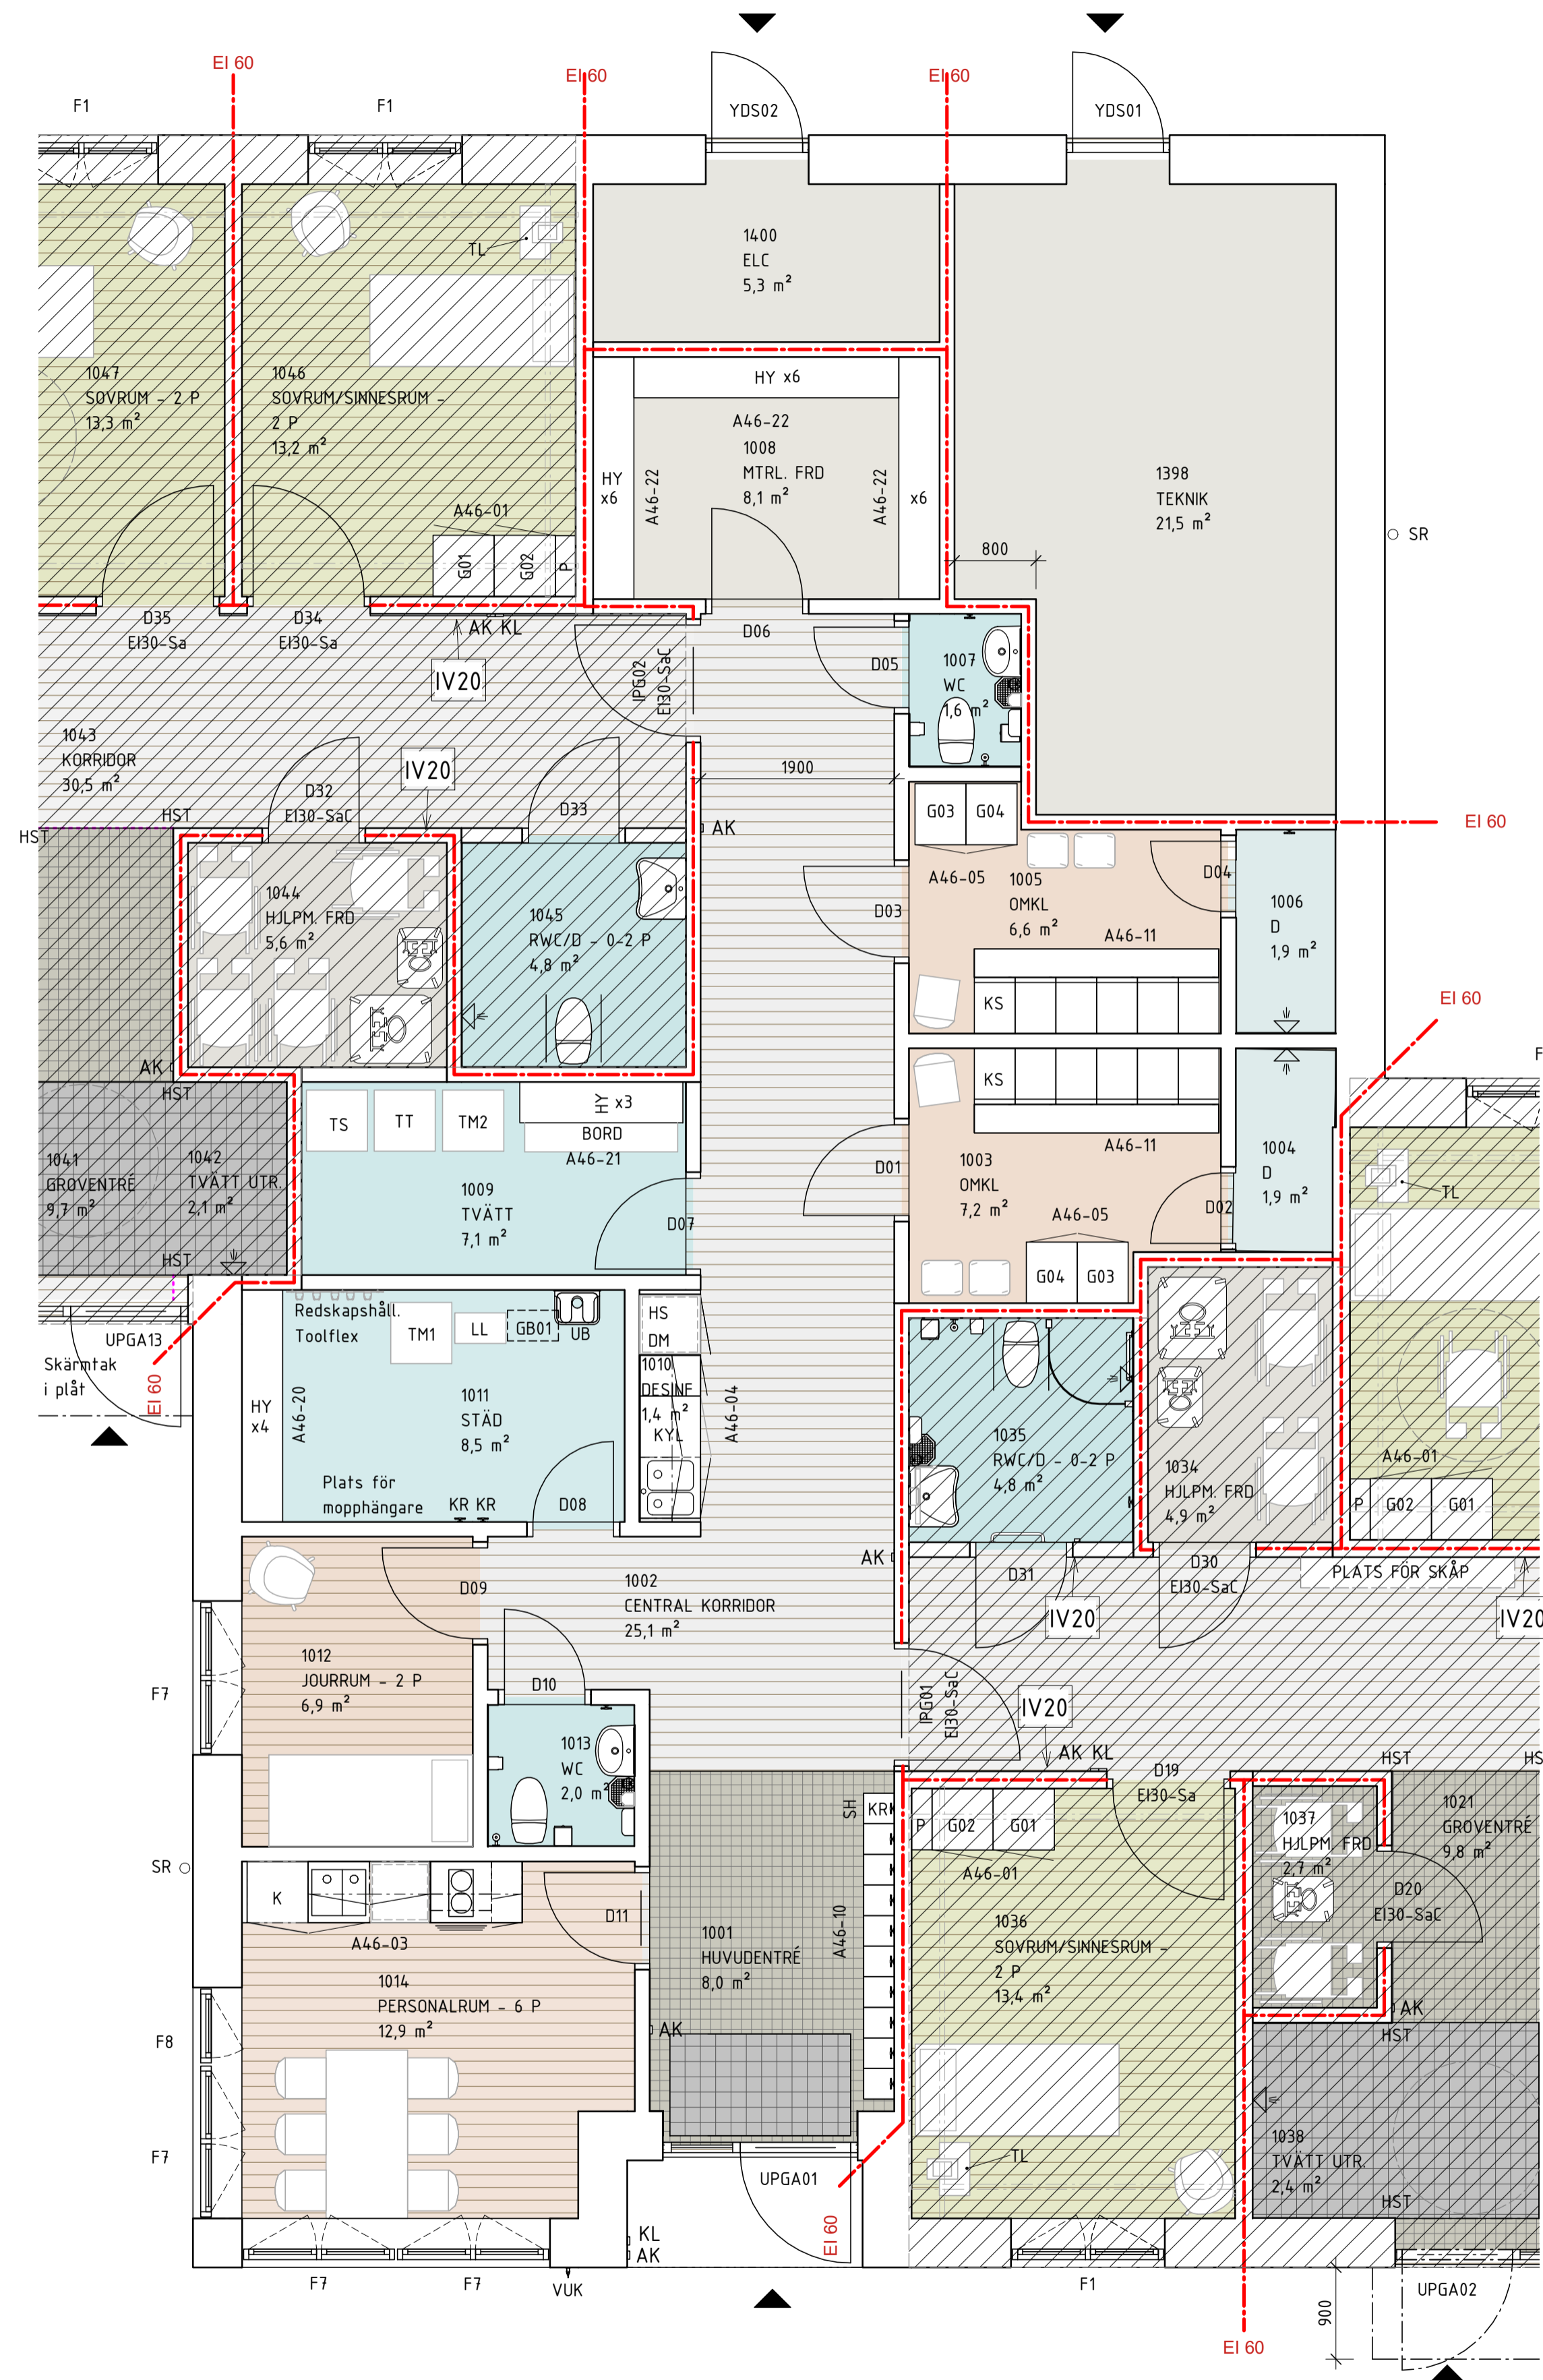 EI 60
EI 60
EI 60
F1
F1
YDS02
YDS01
TL
1400
ELC
5,3 m²
1047
SOVRUM - 2 P
13,3 m²
1046
SOVRUM/SINNESRUM -
2 P
13,2 m²
HY x6
A46-22
1008
MTRL. FRD
8,1 m²
HY
x6
A46-22
A46-22
x6
1398
TEKNIK
21,5 m²
SR
A46-01
G01
G02
P
800
D35
EI30-Sa
D34
EI30-Sa
AK KL
IV20
IPG02
EI30-SaC
D06
D05
1007
WC
1,6 m²
1043
KORRIDOR
30,5 m²
IV20
1900
D32
EI30-SaC
D33
HST
HST
AK
G03
G04
EI 60
A46-05
1005
OMKL
6,6 m²
D04
D03
A46-11
1006
D
1,9 m²
1044
HJLPM. FRD
5,6 m²
1045
RWC/D - 0-2 P
4,8 m²
KS
EI 60
F
AK
HST
KS
TS
TT
TM2
HY x3
BORD
A46-21
A46-11
1004
D
1,9 m²
1041
GROVENTRÉ
9,7 m²
1042
TVÄTT UTR.
2,1 m²
1009
TVÄTT
7,1 m²
D01
1003
OMKL
7,2 m²
A46-05
D02
TL
D07
HST
G04
G03
UPGA13
Skärmtak
i plåt
EI 60
Redskapshåll.
Toolflex
TM1
LL
GB01
UB
HS
DM
1010
DESINF
1,4 m²
KYL
A46-04
HY
x4
A46-20
1011
STÄD
8,5 m²
Plats för
mopphängare
KR KR
D08
1035
RWC/D - 0-2 P
4,8 m²
1034
HJLPM. FRD
4,9 m²
A46-01
P
G02
G01
AK
D31
D30
EI30-SaC
PLATS FÖR SKÅP
IV20
IV20
D09
1002
CENTRAL KORRIDOR
25,1 m²
1012
JOURRUM - 2 P
6,9 m²
F7
D10
IPG01
EI30-SaC
IV20
AK KL
D19
EI30-Sa
HST
HS
1013
WC
2,0 m²
SH
KR
P
G02
G01
A46-01
1037
HJLPM. FRD
2,7 m²
1021
GROVENTRÉ
9,8 m²
SR
K
A46-03
D11
D20
EI30-SaC
1001
HUVUDENTRÉ
8,0 m²
A46-10
1036
SOVRUM/SINNESRUM -
2 P
13,4 m²
1014
PERSONALRUM - 6 P
12,9 m²
AK
AK
HST
F8
F7
TL
1038
TVÄTT UTR.
2,4 m²
HST
UPGA01
EI 60
KL
AK
F7
F7
VUK
F1
UPGA02
900
EI 60